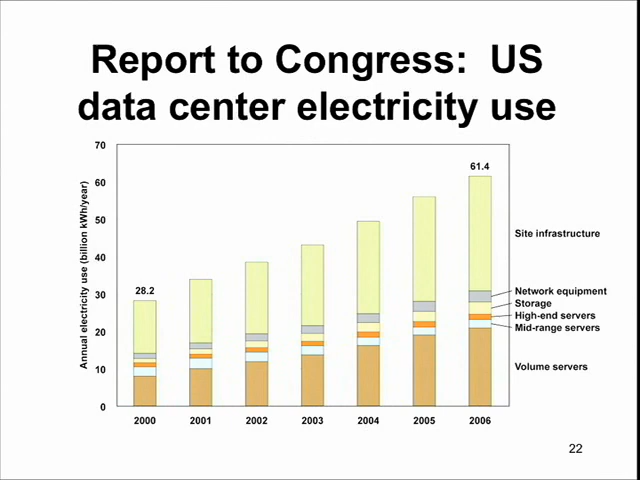 Report to Congress: US
data center electricity use
Annual electricity use (billion kWh/year)
70
60
50
40
30
20
10
0
28.2
61.4
Site infrastructure
Network equipment
Storage
High-end servers
Mid-range servers
Volume servers
2000 2001 2002 2003 2004 2005 2006
22